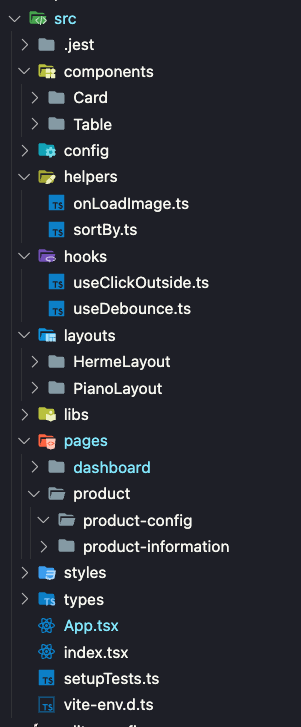 src
.jest
components
Card
Table
config
helpers
TS onLoadImage.ts
TS sortBy.ts
hooks
TS useClickOutside.ts
TS useDebounce.ts
layouts
HermeLayout
PianoLayout
libs
pages
dashboard
product
product-config
product-information
styles
TS types
App.tsx
index.tsx
TS setupTests.ts
TS vite-env.d.ts